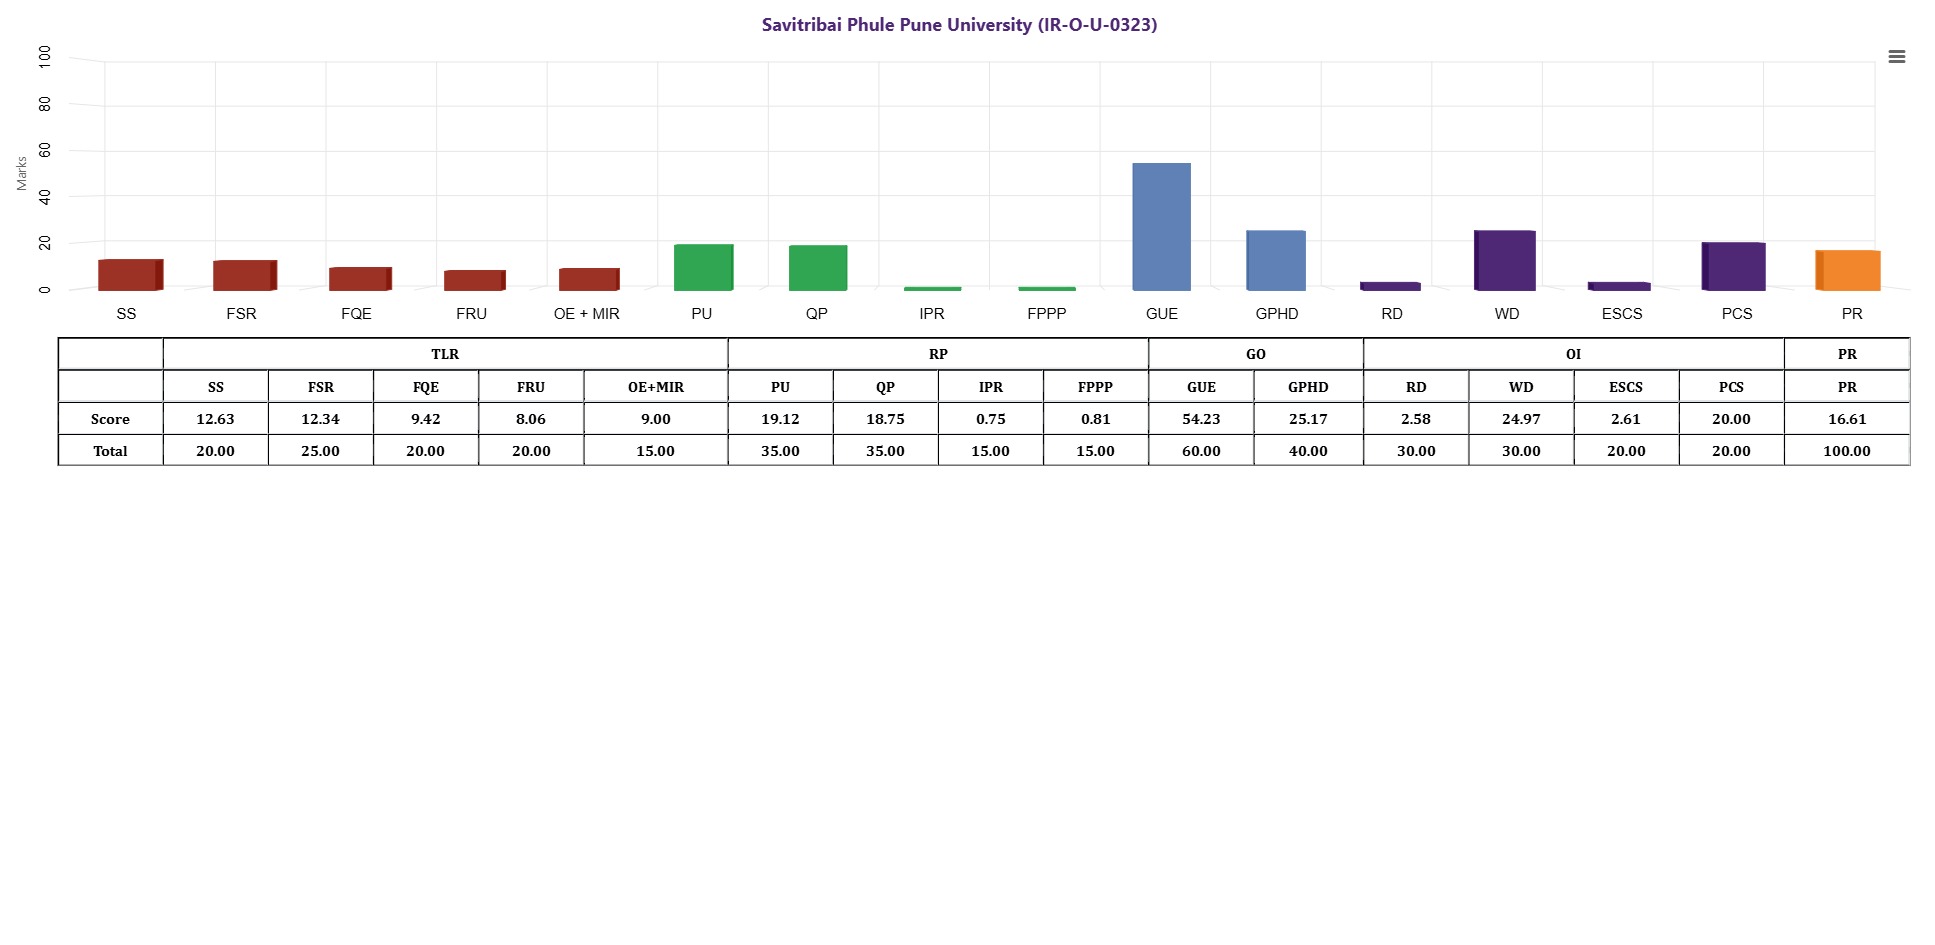 Savitribai Phule Pune University (IR-O-U-0323)
Marks
100
80
60
40
20
0
SS FSR FQE FRU OE + MIR PU QP IPR FPPP GUE GPHD RD WD ESCS PCS PR
TLR RP GO OI PR
SS FSR FQE FRU OE+MIR PU QP IPR FPPP GUE GPHD RD WD ESCS PCS PR
Score 12.63 12.34 9.42 8.06 9.00 19.12 18.75 0.75 0.81 54.23 25.17 2.58 24.97 2.61 20.00 16.61
Total 20.00 25.00 20.00 20.00 15.00 35.00 35.00 15.00 15.00 60.00 40.00 30.00 30.00 20.00 20.00 100.00